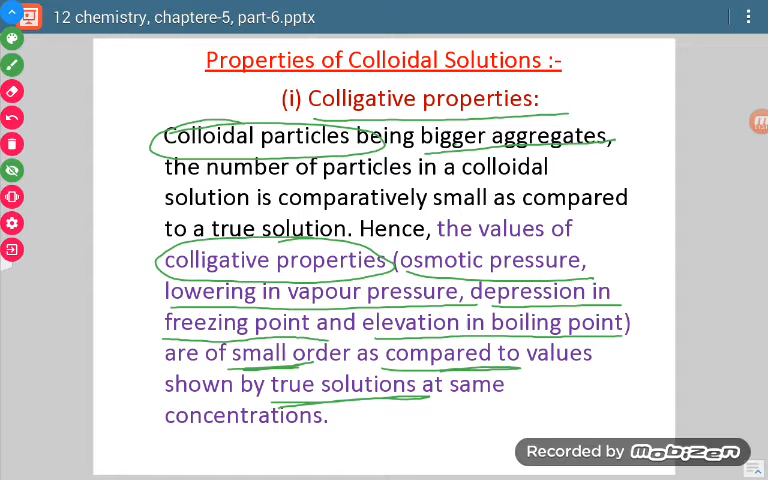 12 chemistry, chaptere-5, part-6.pptx
Properties of Colloidal Solutions :-
(i) Colligative properties:
Colloidal particles being bigger aggregates,
the number of particles in a colloidal
solution is comparatively small as compared
to a true solution. Hence, the values of
colligative properties (osmotic pressure,
lowering in vapour pressure, depression in
freezing point and elevation in boiling point)
are of small order as compared to values
shown by true solutions at same
concentrations.
Recorded by mobizen